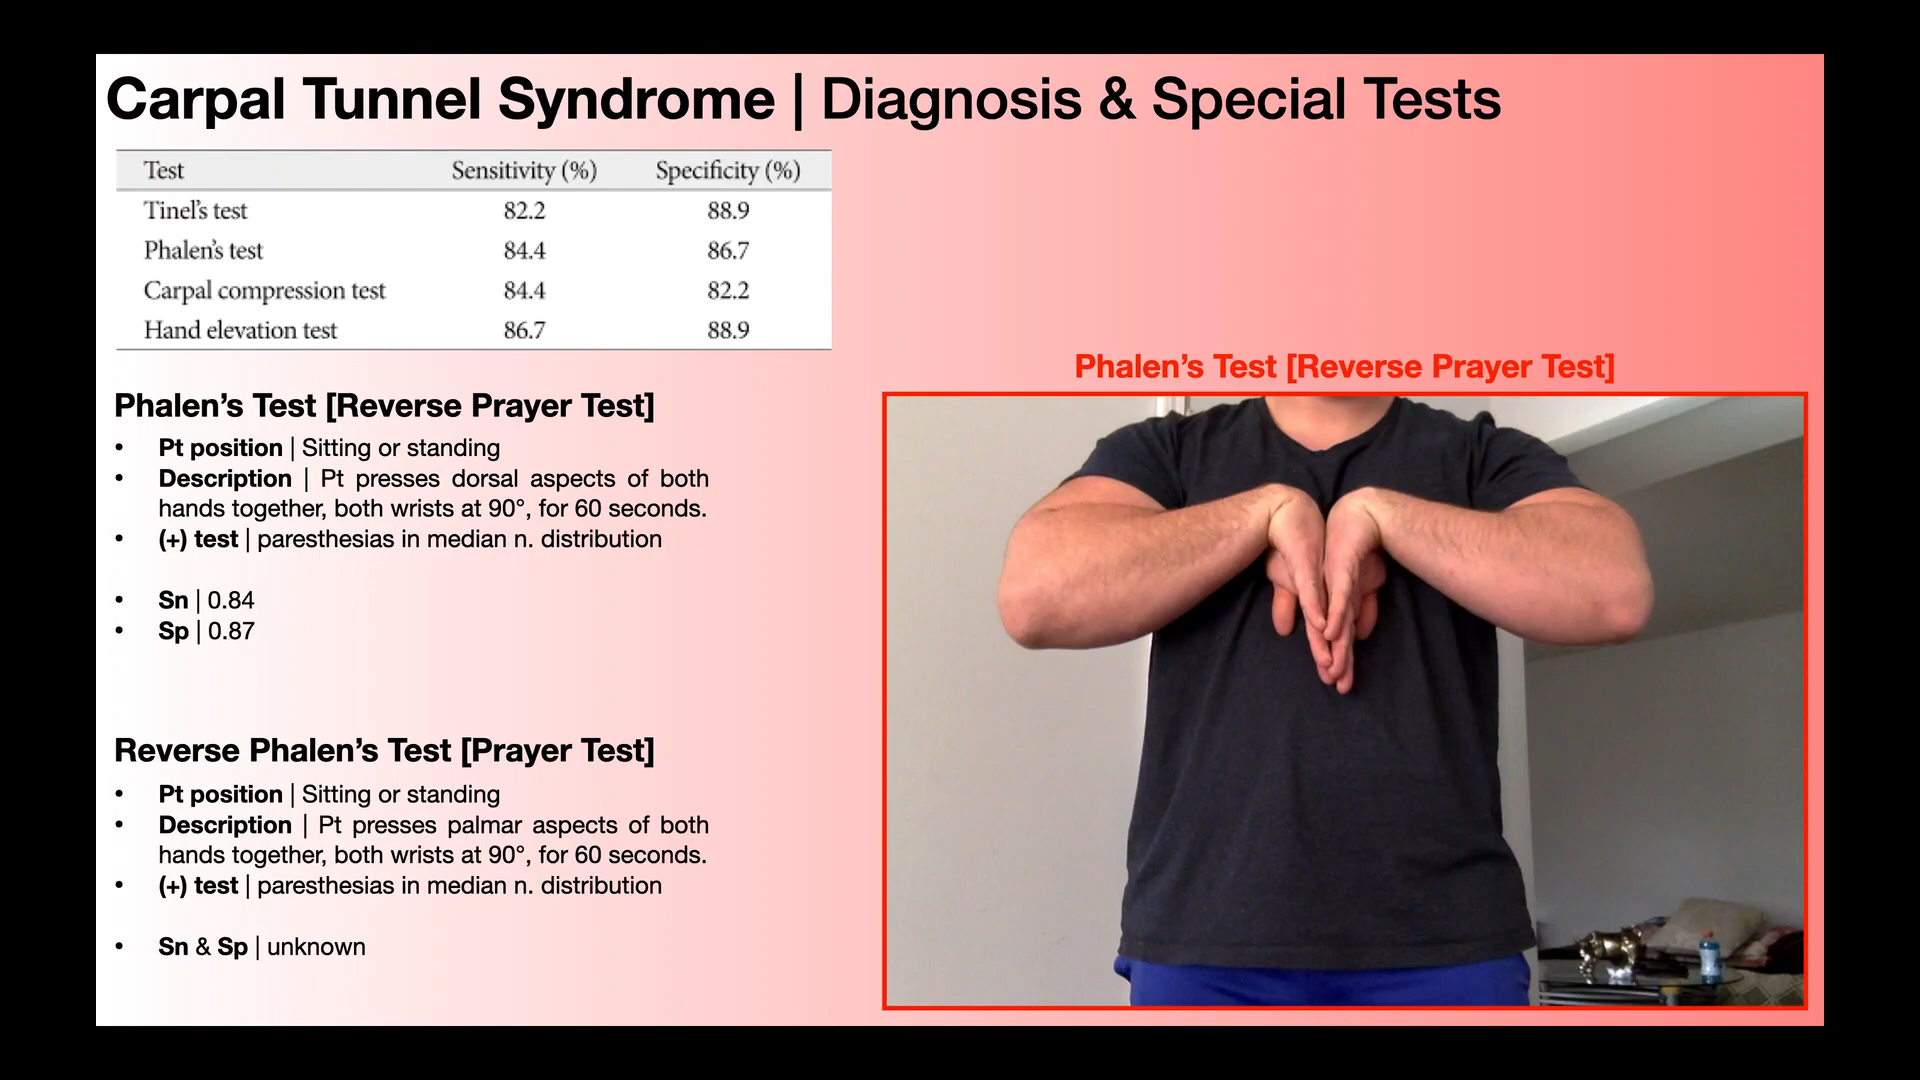 Carpal Tunnel Syndrome | Diagnosis & Special Tests
Test Sensitivity (%) Specificity (%)
Tinel's test 82.2 88.9
Phalen's test 84.4 86.7
Carpal compression test 84.4 82.2
Hand elevation test 86.7 88.9
Phalen’s Test [Reverse Prayer Test]
• Pt position | Sitting or standing
• Description | Pt presses dorsal aspects of both
hands together, both wrists at 90°, for 60 seconds.
• (+) test | paresthesias in median n. distribution
• Sn | 0.84
• Sp | 0.87
Reverse Phalen’s Test [Prayer Test]
• Pt position | Sitting or standing
• Description | Pt presses palmar aspects of both
hands together, both wrists at 90°, for 60 seconds.
• (+) test | paresthesias in median n. distribution
• Sn & Sp | unknown
Phalen’s Test [Reverse Prayer Test]